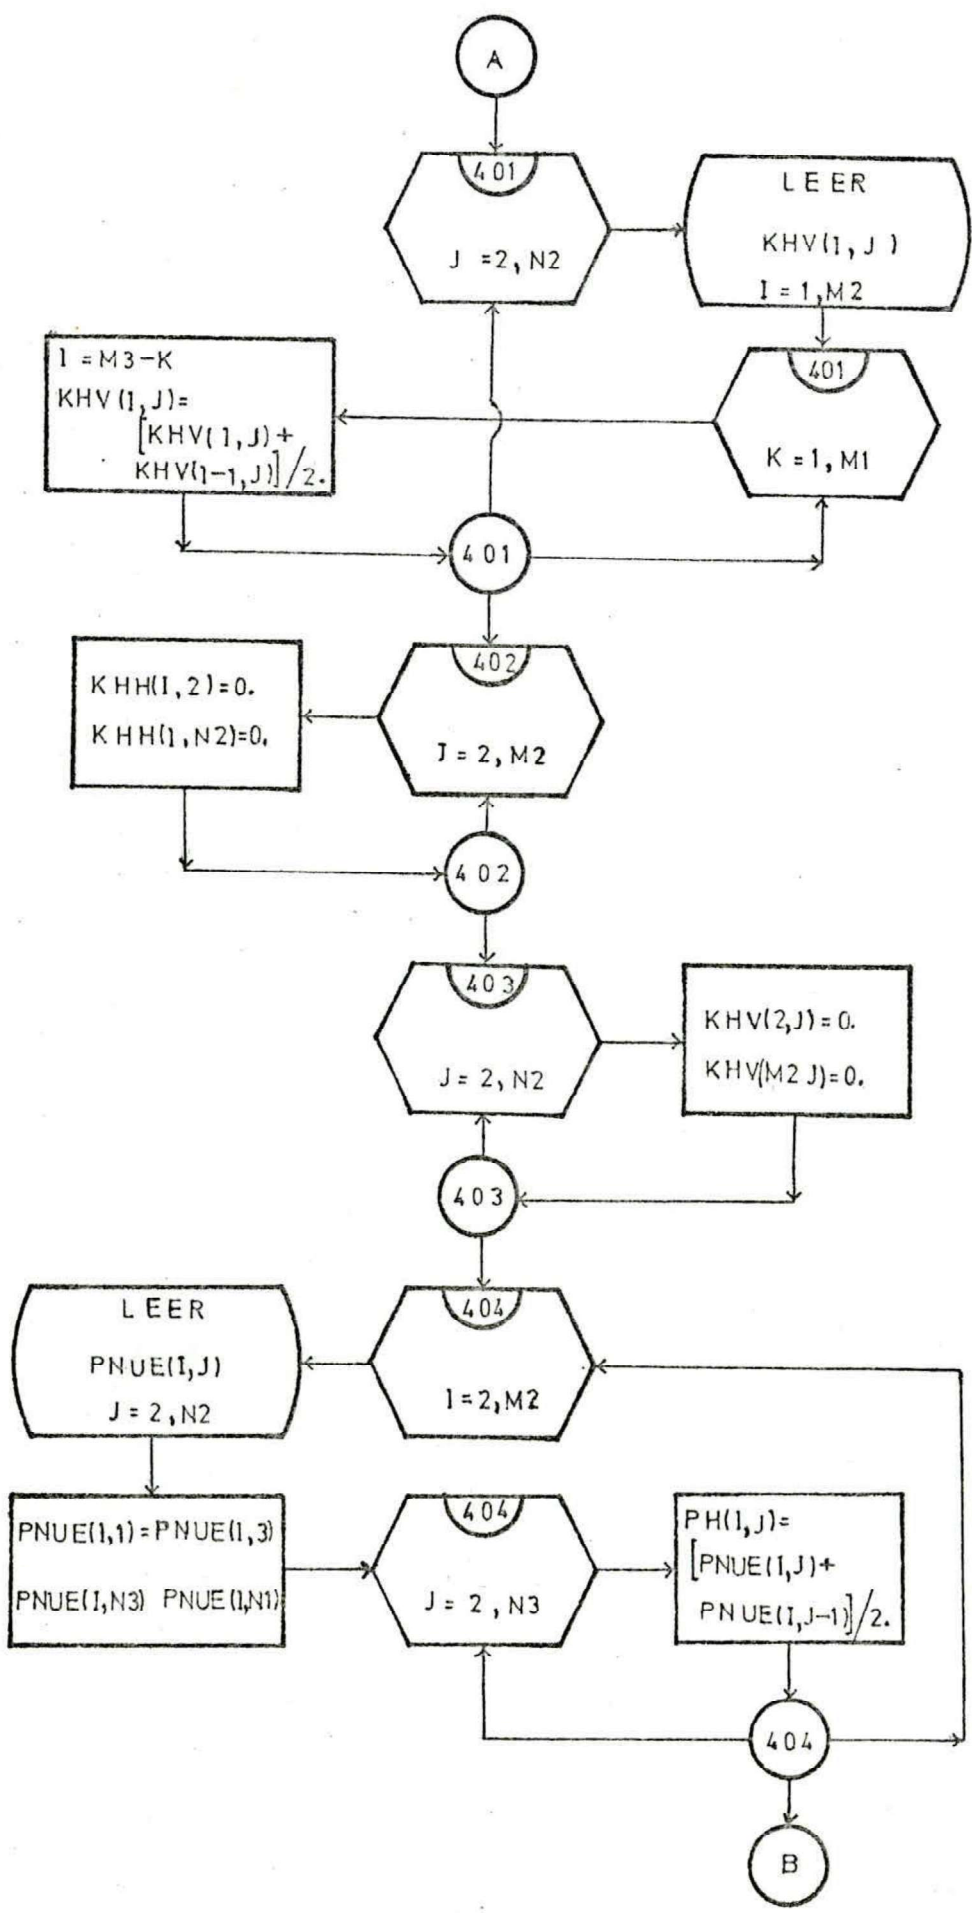 A
401
J = 2, N2
LEER
KHV(I, J)
I = 1, M2
401
K = 1, M1
I = M3-K
KHV(I, J)=
[KHV(I, J) +
KHV(I-1, J)]/2.
401
402
I = 2, M2
KHH(I, 2)=0.
KHH(I, N2)=0.
402
403
J = 2, N2
KHV(2, J)=0.
KHV(M2 J)=0.
403
404
I = 2, M2
LEER
PNUE(I, J)
J = 2, N2
PNUE(I,1) = PNUE(I,3)
PNUE(I,N3) PNUE(I,N1)
404
J = 2, N3
PH(I, J)=
[PNUE(I, J)+
PNUE(I, J-1)]/2.
404
B